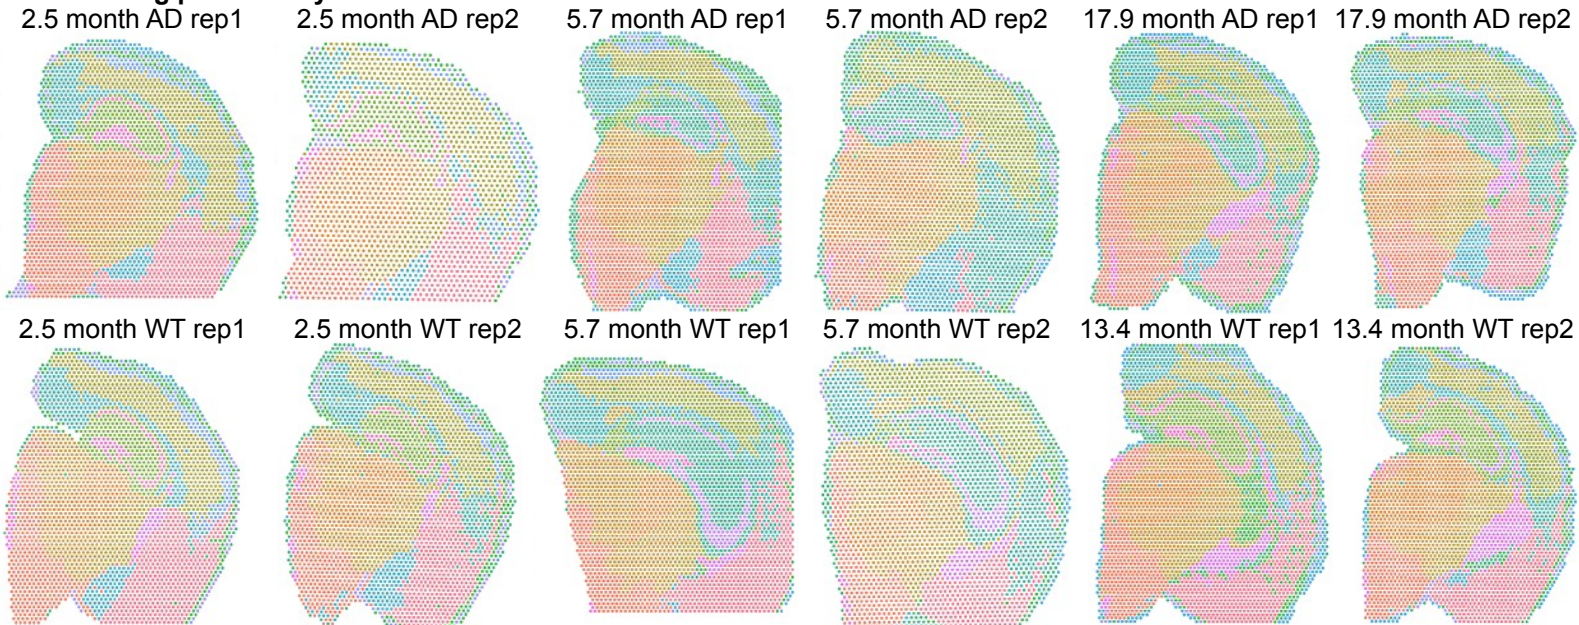 2.5 month AD rep1
2.5 month AD rep2
5.7 month AD rep1
5.7 month AD rep2
17.9 month AD rep1
17.9 month AD rep2
2.5 month WT rep1
2.5 month WT rep2
5.7 month WT rep1
5.7 month WT rep2
13.4 month WT rep1
13.4 month WT rep2